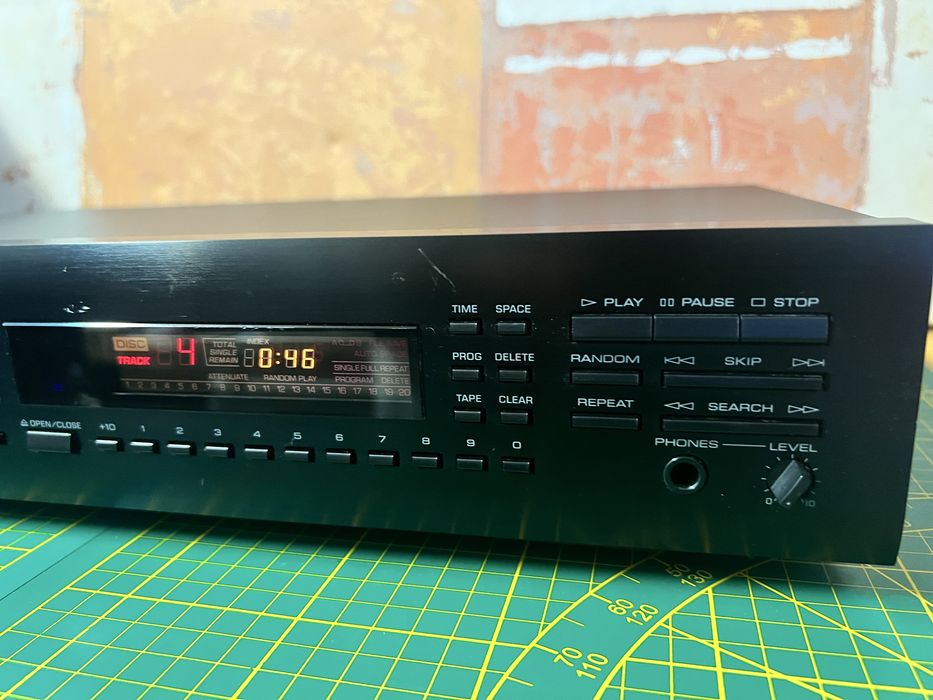 TIME SPACE
▷ PLAY ▯▯ PAUSE □ STOP
DISC
TRACK
4
TOTAL
SINGLE
REMAIN
INDEX
0:46
AUTO
SINGLE FULL REPEAT
ATTENUATE RANDOM PLAY PROGRAM DELETE
1 2 3 4 5 6 7 8 9 10 11 12 13 14 15 16 17 18 19 20
PROG DELETE
RANDOM
SKIP
TAPE CLEAR
REPEAT
SEARCH
OPEN/CLOSE +10 1 2 3 4 5 6 7 8 9 0
PHONES LEVEL
0 10
50 130
60 120
70 110